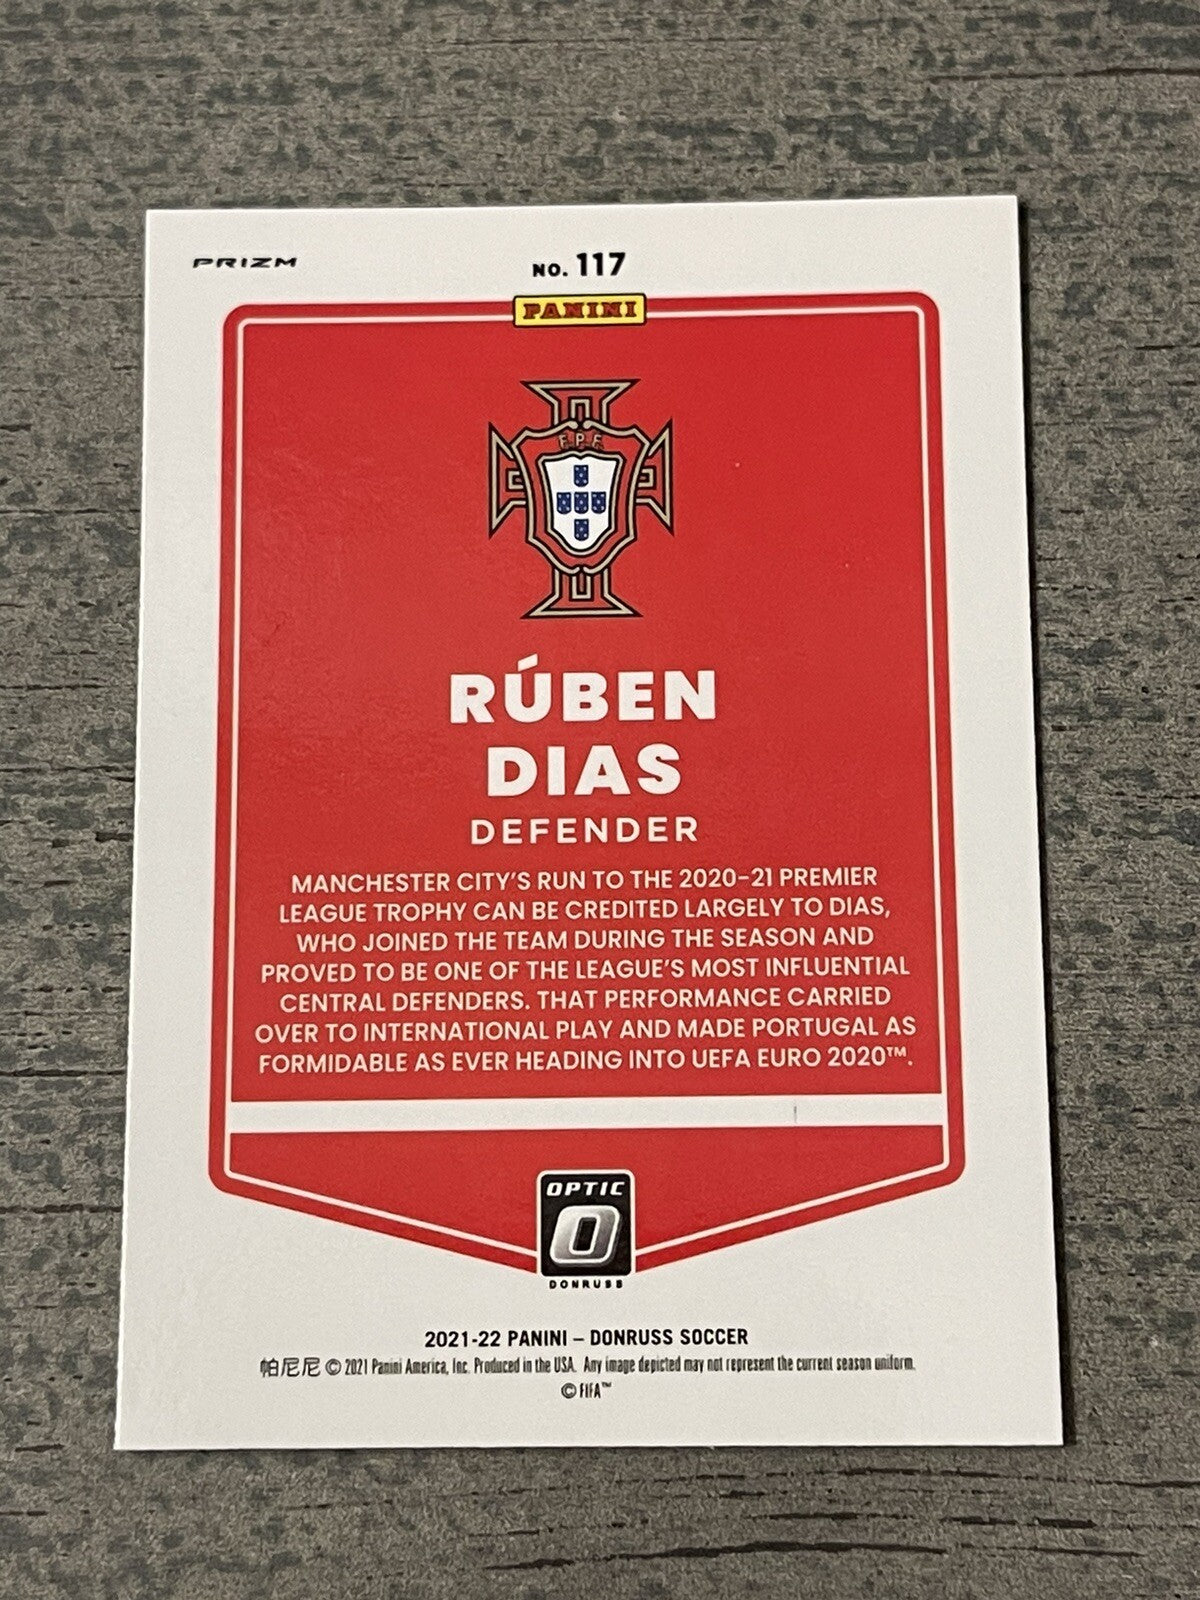 PRIZM
NO. 117
PANINI
F.P.F.
RÚBEN
DIAS
DEFENDER
MANCHESTER CITY'S RUN TO THE 2020-21 PREMIER
LEAGUE TROPHY CAN BE CREDITED LARGELY TO DIAS,
WHO JOINED THE TEAM DURING THE SEASON AND
PROVED TO BE ONE OF THE LEAGUE'S MOST INFLUENTIAL
CENTRAL DEFENDERS. THAT PERFORMANCE CARRIED
OVER TO INTERNATIONAL PLAY AND MADE PORTUGAL AS
FORMIDABLE AS EVER HEADING INTO UEFA EURO 2020™.
OPTIC
O
DONRUSS
2021-22 PANINI – DONRUSS SOCCER
帕尼尼 © 2021 Panini America, Inc. Produced in the USA. Any image depicted may not represent the current season uniform.
© FIFA™